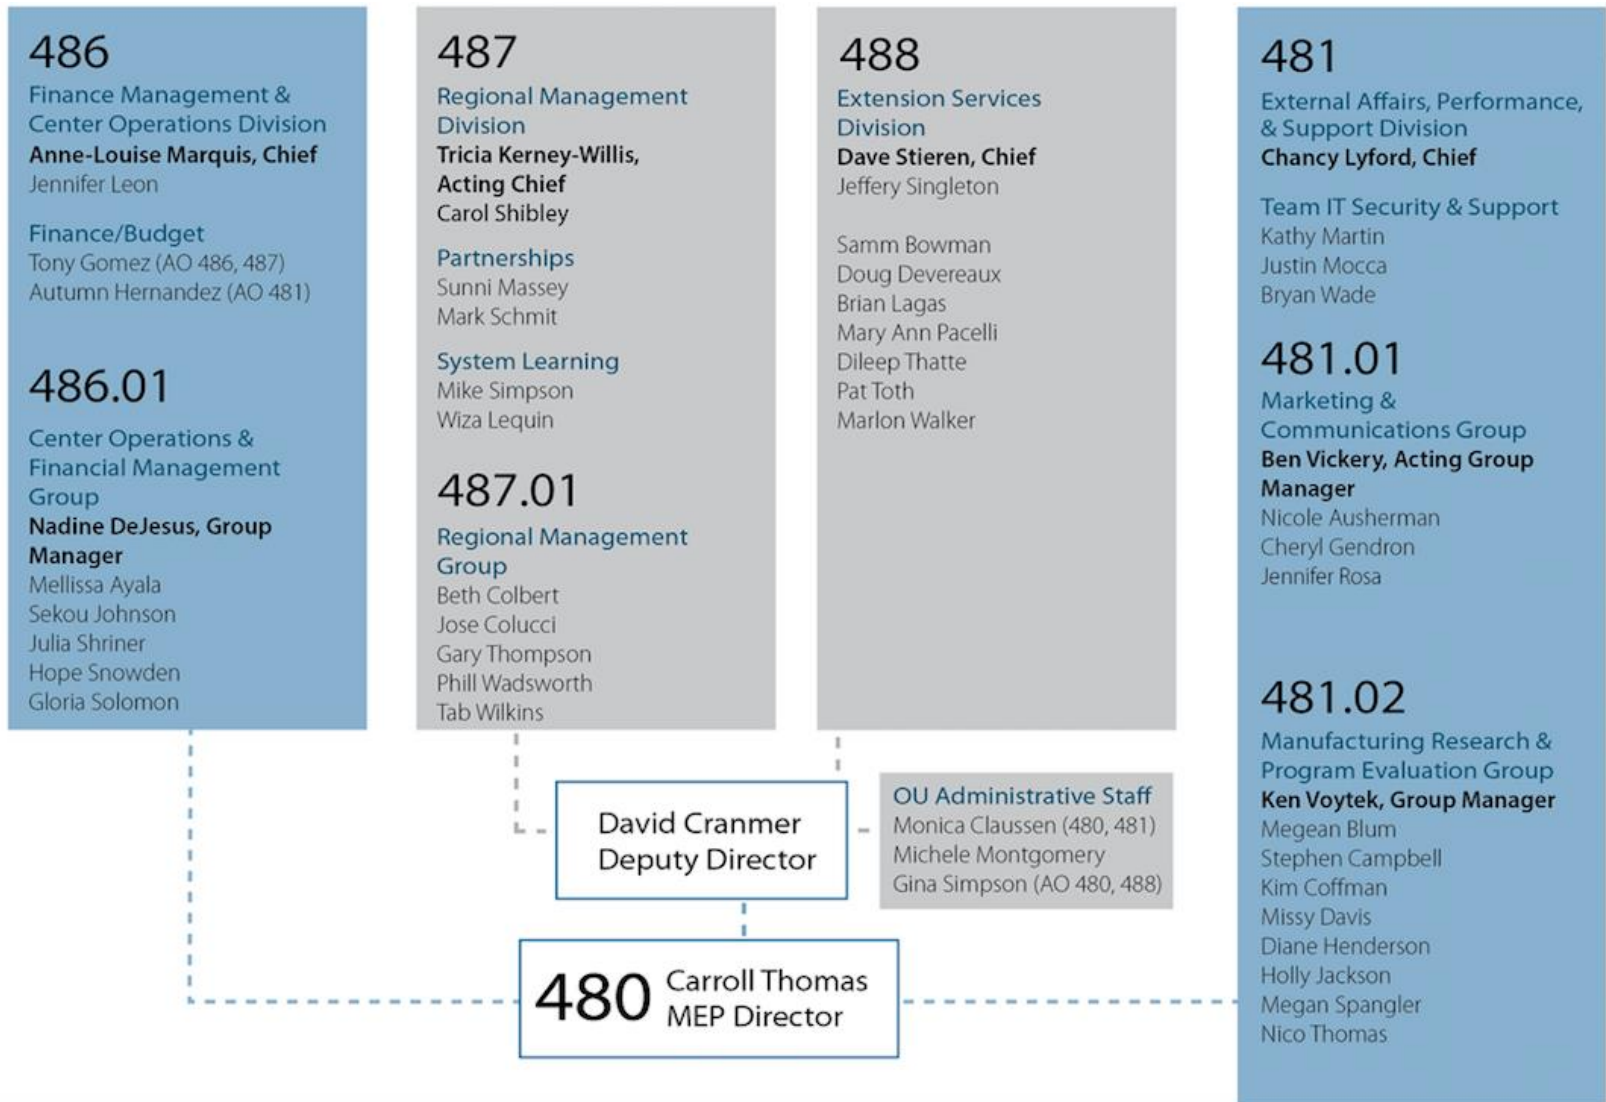 486
Finance Management &
Center Operations Division
Anne-Louise Marquis, Chief
Jennifer Leon
Finance/Budget
Tony Gomez (AO 486, 487)
Autumn Hernandez (AO 481)
486.01
Center Operations &
Financial Management
Group
Nadine DeJesus, Group
Manager
Mellissa Ayala
Sekou Johnson
Julia Shriner
Hope Snowden
Gloria Solomon
487
Regional Management
Division
Tricia Kerney-Willis,
Acting Chief
Carol Shibley
Partnerships
Sunni Massey
Mark Schmit
System Learning
Mike Simpson
Wiza Lequin
487.01
Regional Management
Group
Beth Colbert
Jose Colucci
Gary Thompson
Phill Wadsworth
Tab Wilkins
488
Extension Services
Division
Dave Stieren, Chief
Jeffery Singleton
Samm Bowman
Doug Devereaux
Brian Lagas
Mary Ann Pacelli
Dileep Thatte
Pat Toth
Marlon Walker
481
External Affairs, Performance,
& Support Division
Chancy Lyford, Chief
Team IT Security & Support
Kathy Martin
Justin Mocca
Bryan Wade
481.01
Marketing &
Communications Group
Ben Vickery, Acting Group
Manager
Nicole Ausherman
Cheryl Gendron
Jennifer Rosa
481.02
Manufacturing Research &
Program Evaluation Group
Ken Voytek, Group Manager
Megean Blum
Stephen Campbell
Kim Coffman
Missy Davis
Diane Henderson
Holly Jackson
Megan Spangler
Nico Thomas
David Cranmer
Deputy Director
OU Administrative Staff
Monica Claussen (480, 481)
Michele Montgomery
Gina Simpson (AO 480, 488)
480
Carroll Thomas
MEP Director